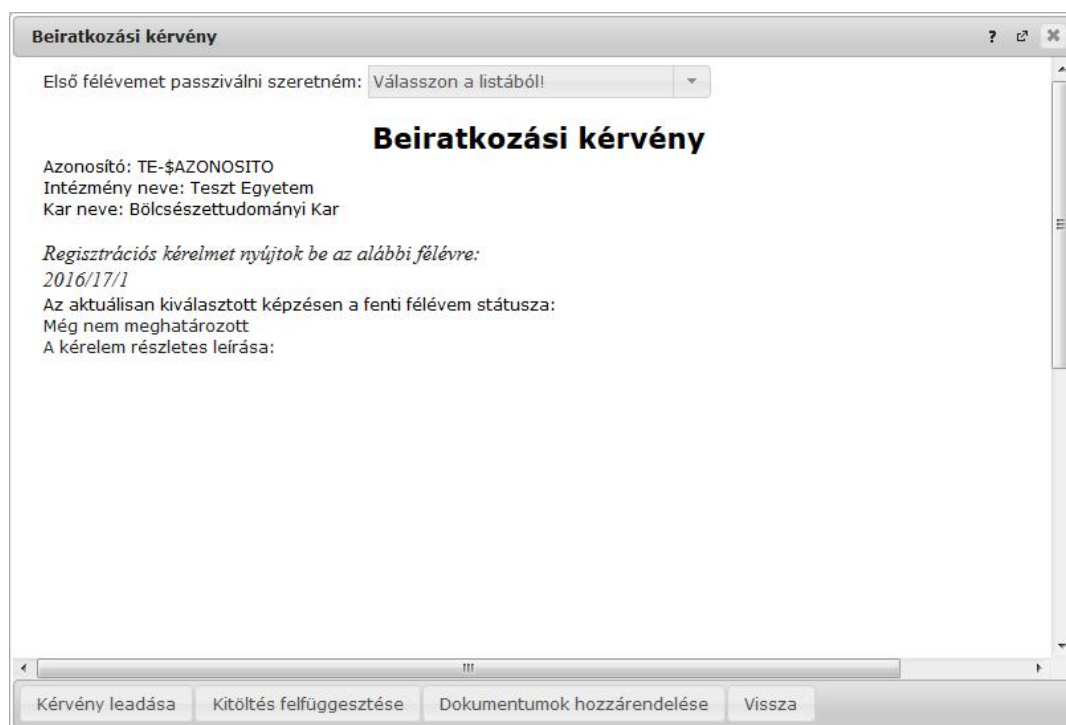 Beiratkozási kérvény
Első félévemet passziválni szeretném: Válasszon a listából!
Beiratkozási kérvény
Azonosító: TE-$AZONOSITO
Intézmény neve: Teszt Egyetem
Kar neve: Bölcsészettudományi Kar
Regisztrációs kérelmet nyújtok be az alábbi félévre:
2016/17/1
Az aktuálisan kiválasztott képzésen a fenti félévem státusza:
Még nem meghatározott
A kérelem részletes leírása:
Kérvény leadása Kitöltés felfüggesztése Dokumentumok hozzárendelése Vissza